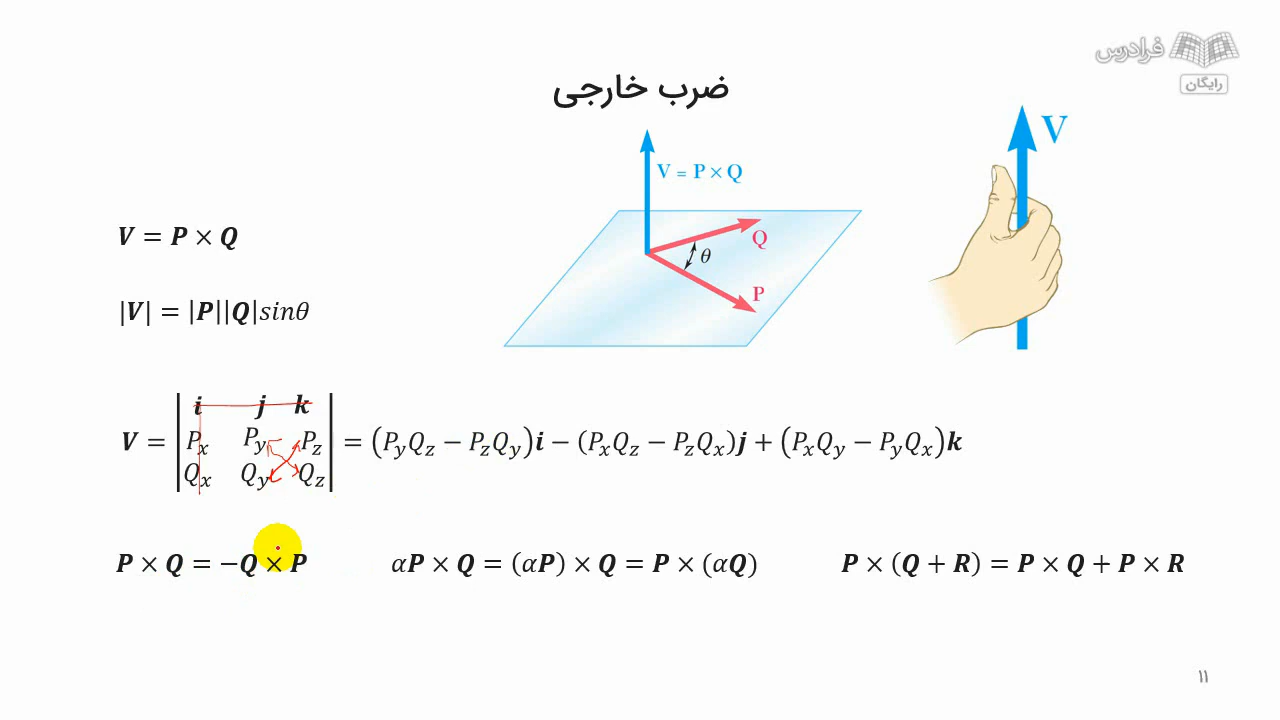 فرادرس
رایگان
ضرب خارجی
V
V = P × Q
Q
θ
P
V = P × Q
|V| = |P||Q|sinθ
V = | i j k | = (PyQz − PzQy)i − (PxQz − PzQx)j + (PxQy − PyQx)k
Px Py Pz
Qx Qy Qz
P × Q = −Q × P
αP × Q = (αP) × Q = P × (αQ)
P × (Q + R) = P × Q + P × R
۱۱